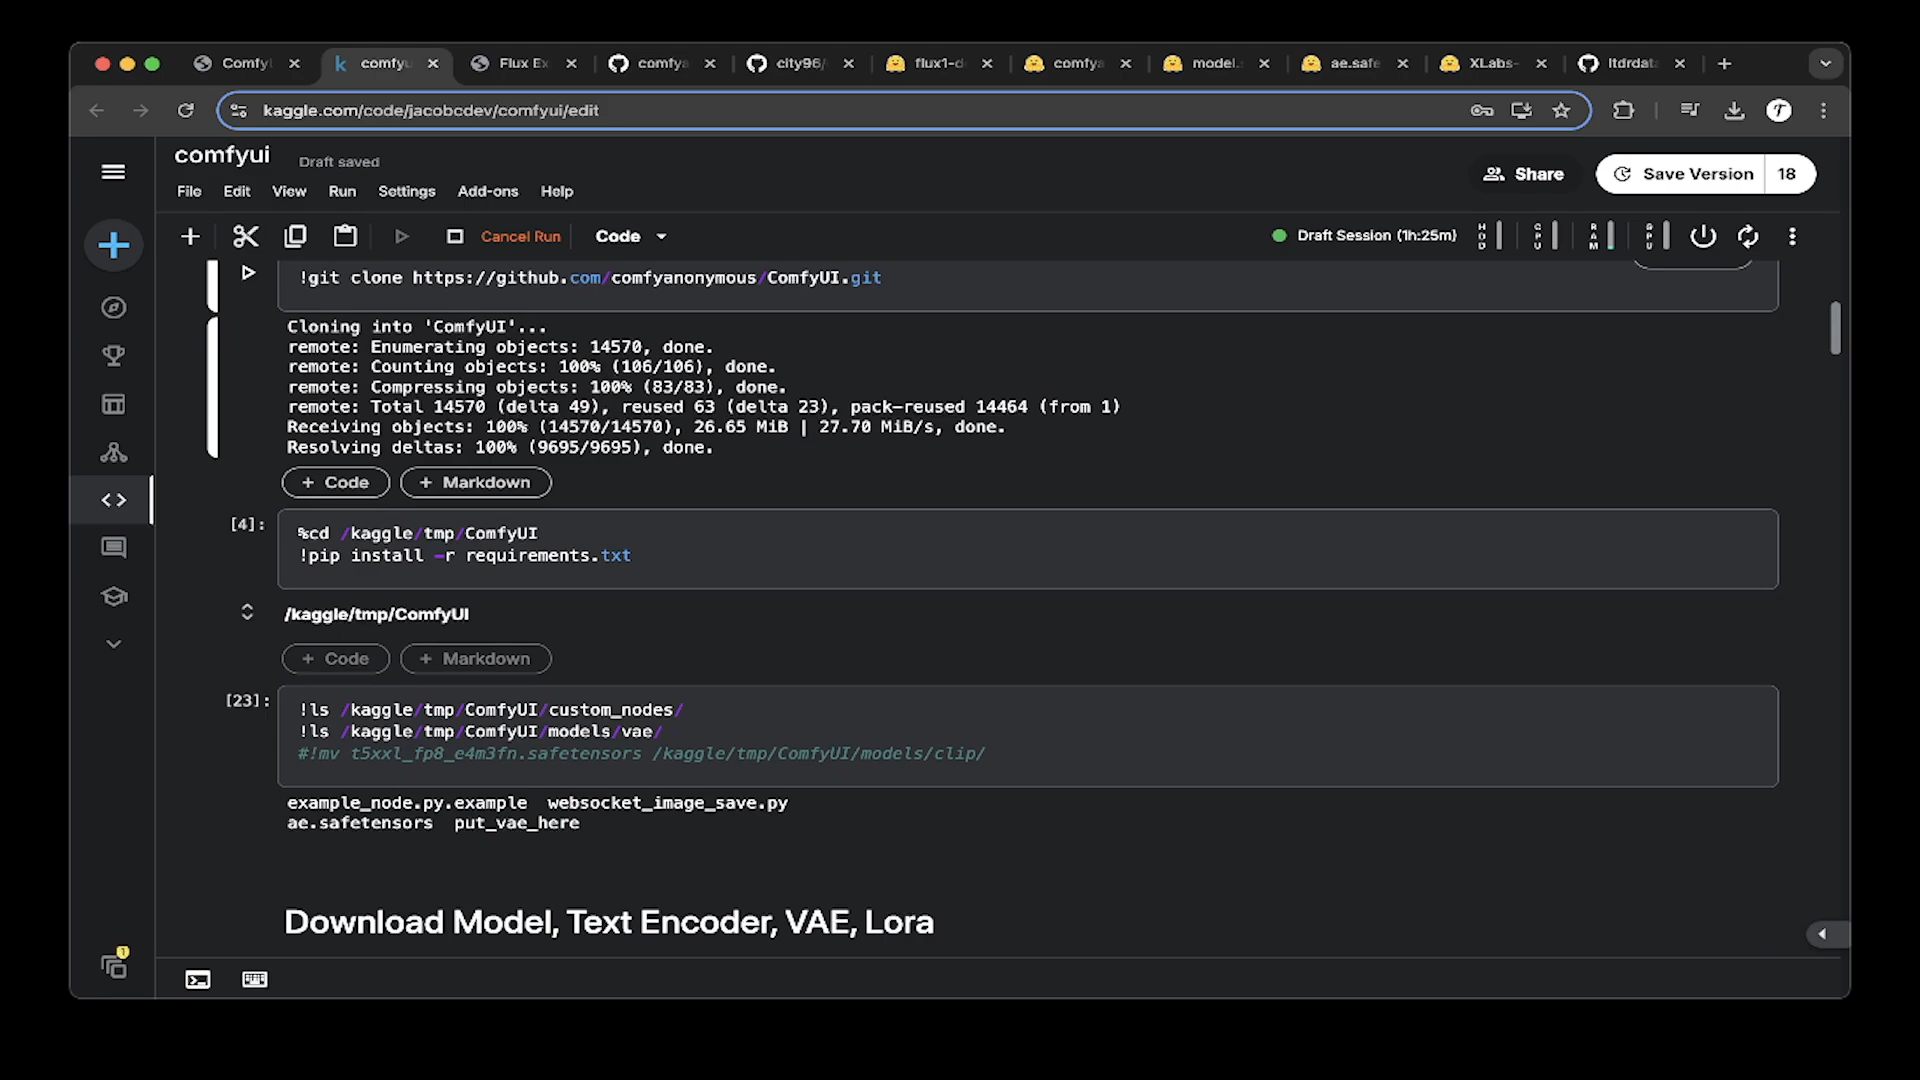 ComfyU
comfyu
Flux Ex
comfya
city96/
flux1-d
comfya
model.
ae.safe
XLabs-
ltdrdat
kaggle.com/code/jacobcdev/comfyui/edit
comfyui
Draft saved
File Edit View Run Settings Add-ons Help
Share
Save Version 18
Cancel Run
Code
Draft Session (1h:25m)
HDD
CPU
RAM
GPU
!git clone https://github.com/comfyanonymous/ComfyUI.git
Cloning into 'ComfyUI'...
remote: Enumerating objects: 14570, done.
remote: Counting objects: 100% (106/106), done.
remote: Compressing objects: 100% (83/83), done.
remote: Total 14570 (delta 49), reused 63 (delta 23), pack-reused 14464 (from 1)
Receiving objects: 100% (14570/14570), 26.65 MiB | 27.70 MiB/s, done.
Resolving deltas: 100% (9695/9695), done.
+ Code + Markdown
[4]:
%cd /kaggle/tmp/ComfyUI
!pip install -r requirements.txt
/kaggle/tmp/ComfyUI
+ Code + Markdown
[23]:
!ls /kaggle/tmp/ComfyUI/custom_nodes/
!ls /kaggle/tmp/ComfyUI/models/vae/
#!mv t5xxl_fp8_e4m3fn.safetensors /kaggle/tmp/ComfyUI/models/clip/
example_node.py.example websocket_image_save.py
ae.safetensors put_vae_here
Download Model, Text Encoder, VAE, Lora
1